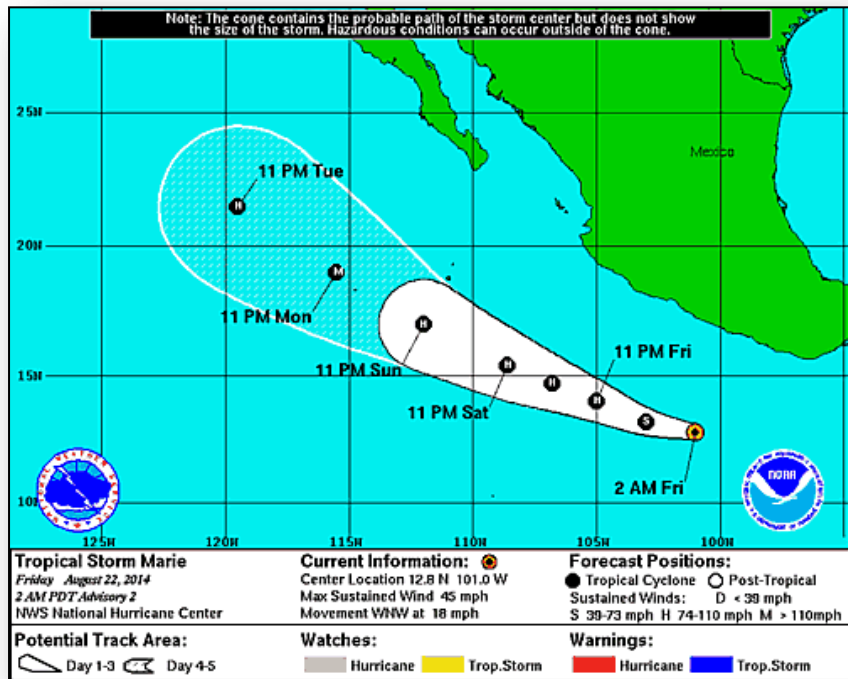 Note: The cone contains the probable path of the storm center but does not show
the size of the storm. Hazardous conditions can occur outside of the cone.
25N
Mexico
11 PM Tue
H
20N
M
11 PM Mon
H
11 PM Fri
11 PM Sun
H
H
H
15N
11 PM Sat
S
2 AM Fri
NATIONAL WEATHER SERVICE
NOAA
10N
125W 120W 115W 110W 105W 100W
Tropical Storm Marie
Friday August 22, 2014
2 AM PDT Advisory 2
NWS National Hurricane Center
Current Information:
Center Location 12.8 N 101.0 W
Max Sustained Wind 45 mph
Movement WNW at 18 mph
Forecast Positions:
Tropical Cyclone Post-Tropical
Sustained Winds: D < 39 mph
S 39-73 mph H 74-110 mph M > 110mph
Potential Track Area:
Day 1-3 Day 4-5
Watches:
Hurricane Trop.Storm
Warnings:
Hurricane Trop.Storm